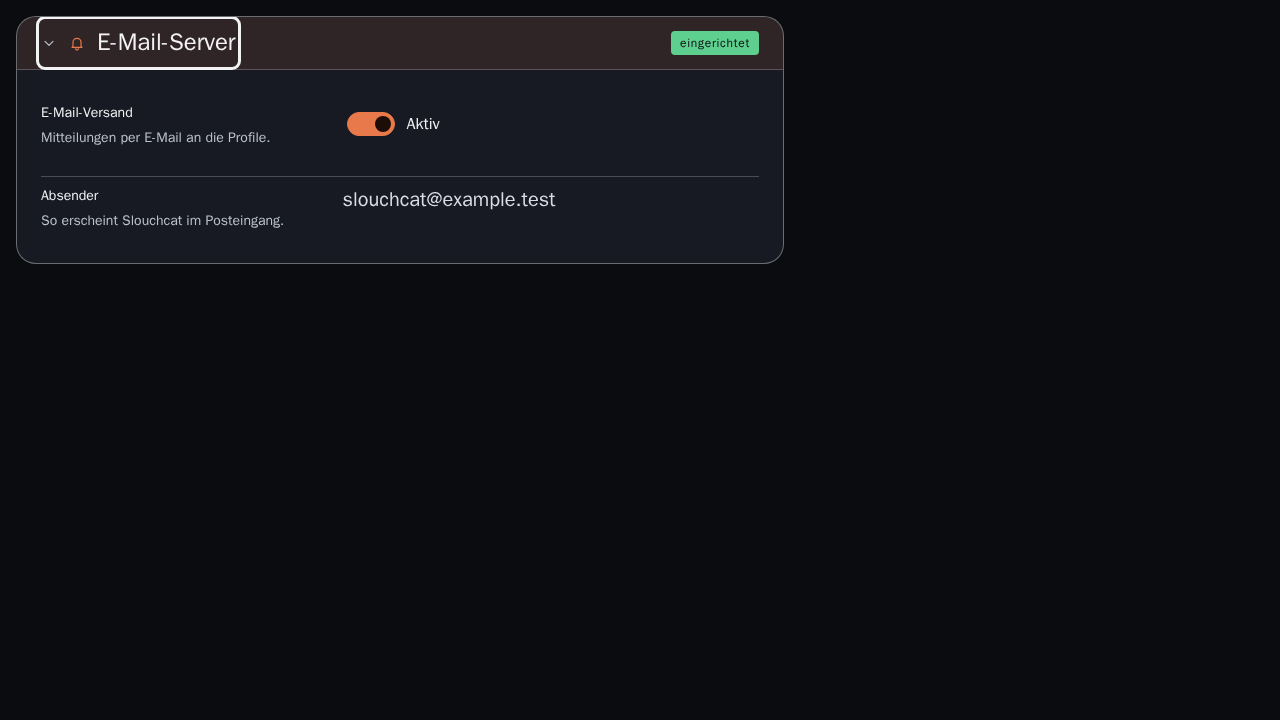 E-Mail-Server
eingerichtet
E-Mail-Versand
Mitteilungen per E-Mail an die Profile.
Aktiv
Absender
So erscheint Slouchcat im Posteingang.
slouchcat@example.test